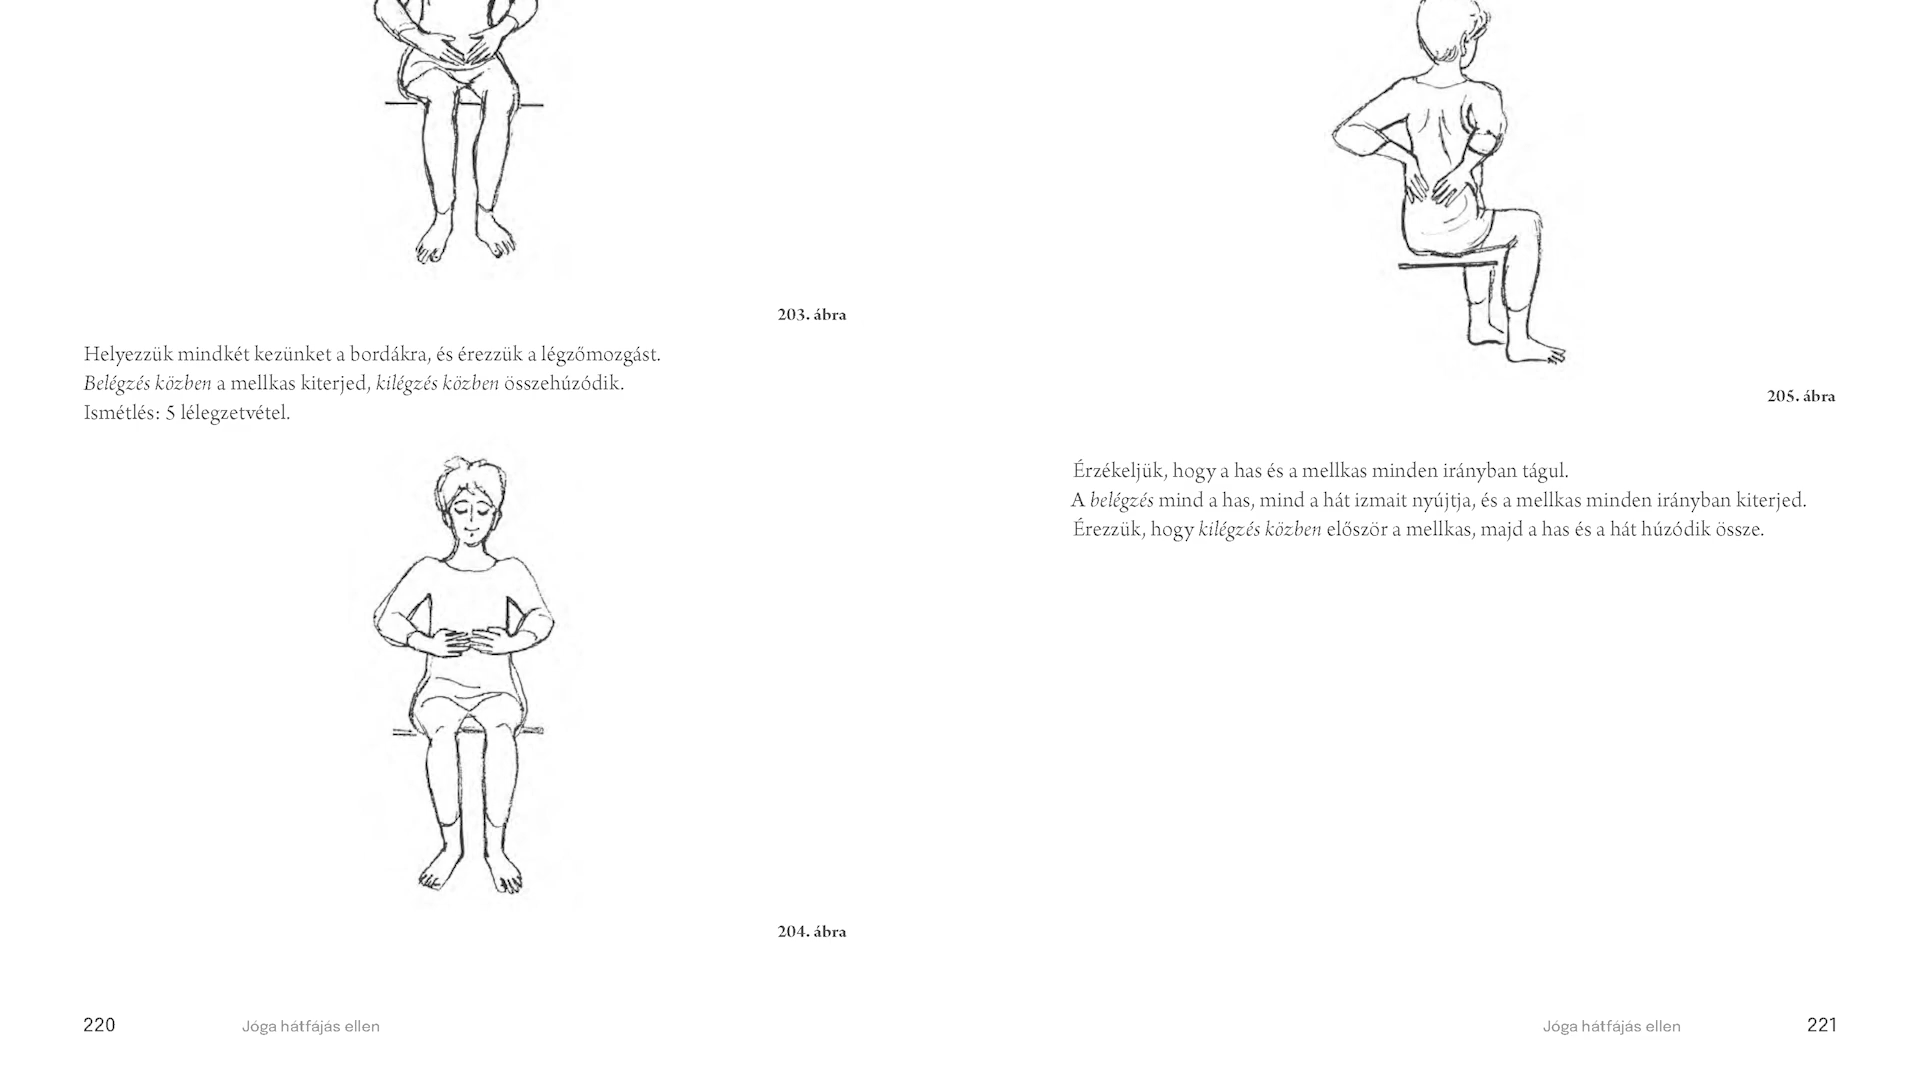 203. ábra
Helyezzük mindkét kezünket a bordákra, és érezzük a légzőmozgást.
Belégzés közben a mellkas kiterjed, kilégzés közben összehúzódik.
Ismétlés: 5 lélegzetvétel.
204. ábra
220 Jóga hátfájás ellen
205. ábra
Érzékeljük, hogy a has és a mellkas minden irányban tágul.
A belégzés mind a has, mind a hát izmait nyújtja, és a mellkas minden irányban kiterjed.
Érezzük, hogy kilégzés közben először a mellkas, majd a has és a hát húzódik össze.
Jóga hátfájás ellen 221